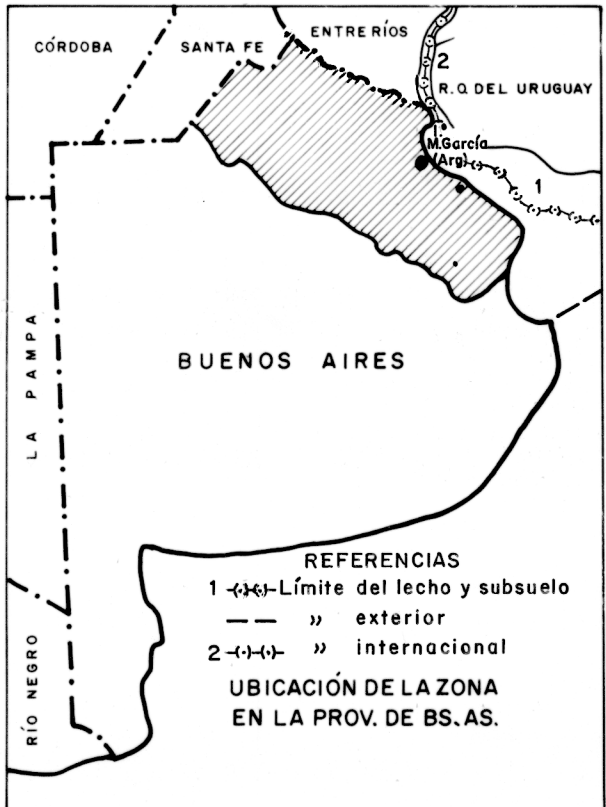 CÓRDOBA
SANTA FE
ENTRE RÍOS
2
R.O. DEL URUGUAY
M.García
(Arg)
1
LA PAMPA
BUENOS AIRES
RÍO NEGRO
REFERENCIAS
1 Límite del lecho y subsuelo
" exterior
2 " internacional
UBICACIÓN DE LA ZONA
EN LA PROV. DE BS.AS.